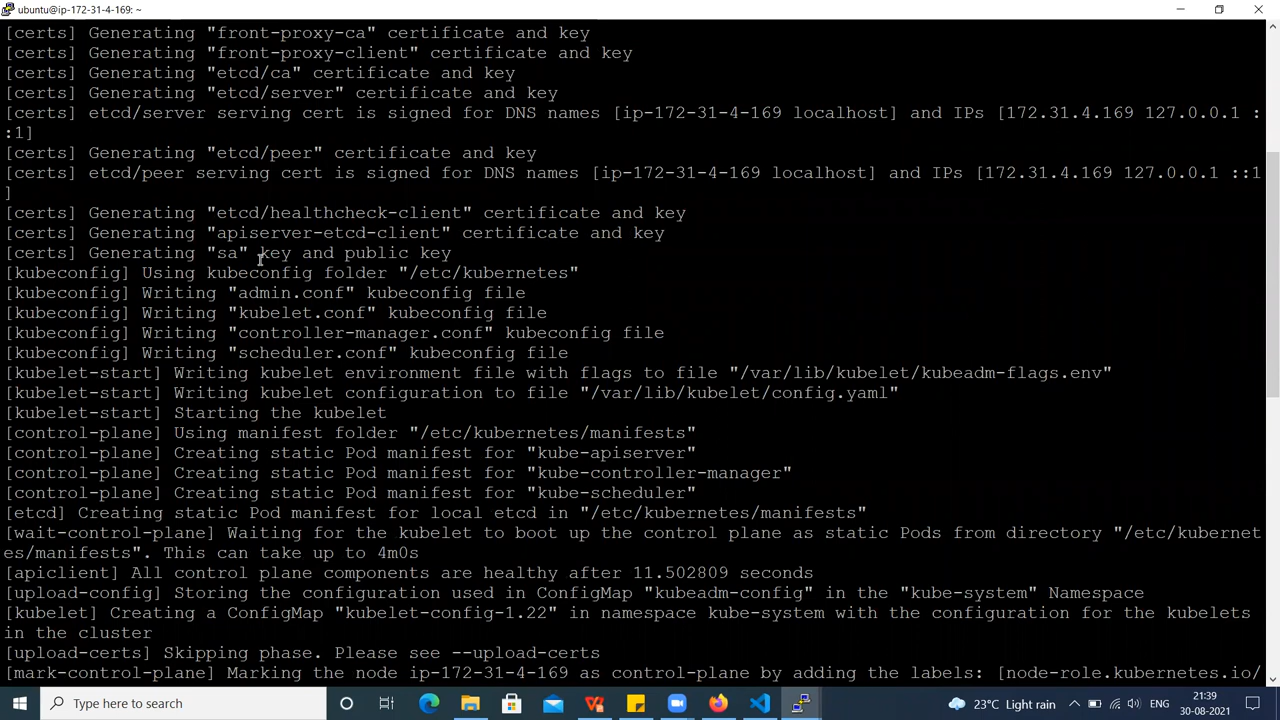 ubuntu@ip-172-31-4-169: ~
[certs] Generating "front-proxy-ca" certificate and key
[certs] Generating "front-proxy-client" certificate and key
[certs] Generating "etcd/ca" certificate and key
[certs] Generating "etcd/server" certificate and key
[certs] etcd/server serving cert is signed for DNS names [ip-172-31-4-169 localhost] and IPs [172.31.4.169 127.0.0.1 :
:1]
[certs] Generating "etcd/peer" certificate and key
[certs] etcd/peer serving cert is signed for DNS names [ip-172-31-4-169 localhost] and IPs [172.31.4.169 127.0.0.1 ::1
]
[certs] Generating "etcd/healthcheck-client" certificate and key
[certs] Generating "apiserver-etcd-client" certificate and key
[certs] Generating "sa" key and public key
[kubeconfig] Using kubeconfig folder "/etc/kubernetes"
[kubeconfig] Writing "admin.conf" kubeconfig file
[kubeconfig] Writing "kubelet.conf" kubeconfig file
[kubeconfig] Writing "controller-manager.conf" kubeconfig file
[kubeconfig] Writing "scheduler.conf" kubeconfig file
[kubelet-start] Writing kubelet environment file with flags to file "/var/lib/kubelet/kubeadm-flags.env"
[kubelet-start] Writing kubelet configuration to file "/var/lib/kubelet/config.yaml"
[kubelet-start] Starting the kubelet
[control-plane] Using manifest folder "/etc/kubernetes/manifests"
[control-plane] Creating static Pod manifest for "kube-apiserver"
[control-plane] Creating static Pod manifest for "kube-controller-manager"
[control-plane] Creating static Pod manifest for "kube-scheduler"
[etcd] Creating static Pod manifest for local etcd in "/etc/kubernetes/manifests"
[wait-control-plane] Waiting for the kubelet to boot up the control plane as static Pods from directory "/etc/kubernet
es/manifests". This can take up to 4m0s
[apiclient] All control plane components are healthy after 11.502809 seconds
[upload-config] Storing the configuration used in ConfigMap "kubeadm-config" in the "kube-system" Namespace
[kubelet] Creating a ConfigMap "kubelet-config-1.22" in namespace kube-system with the configuration for the kubelets
in the cluster
[upload-certs] Skipping phase. Please see --upload-certs
[mark-control-plane] Marking the node ip-172-31-4-169 as control-plane by adding the labels: [node-role.kubernetes.io/
Type here to search
23°C Light rain
ENG
21:39
30-08-2021